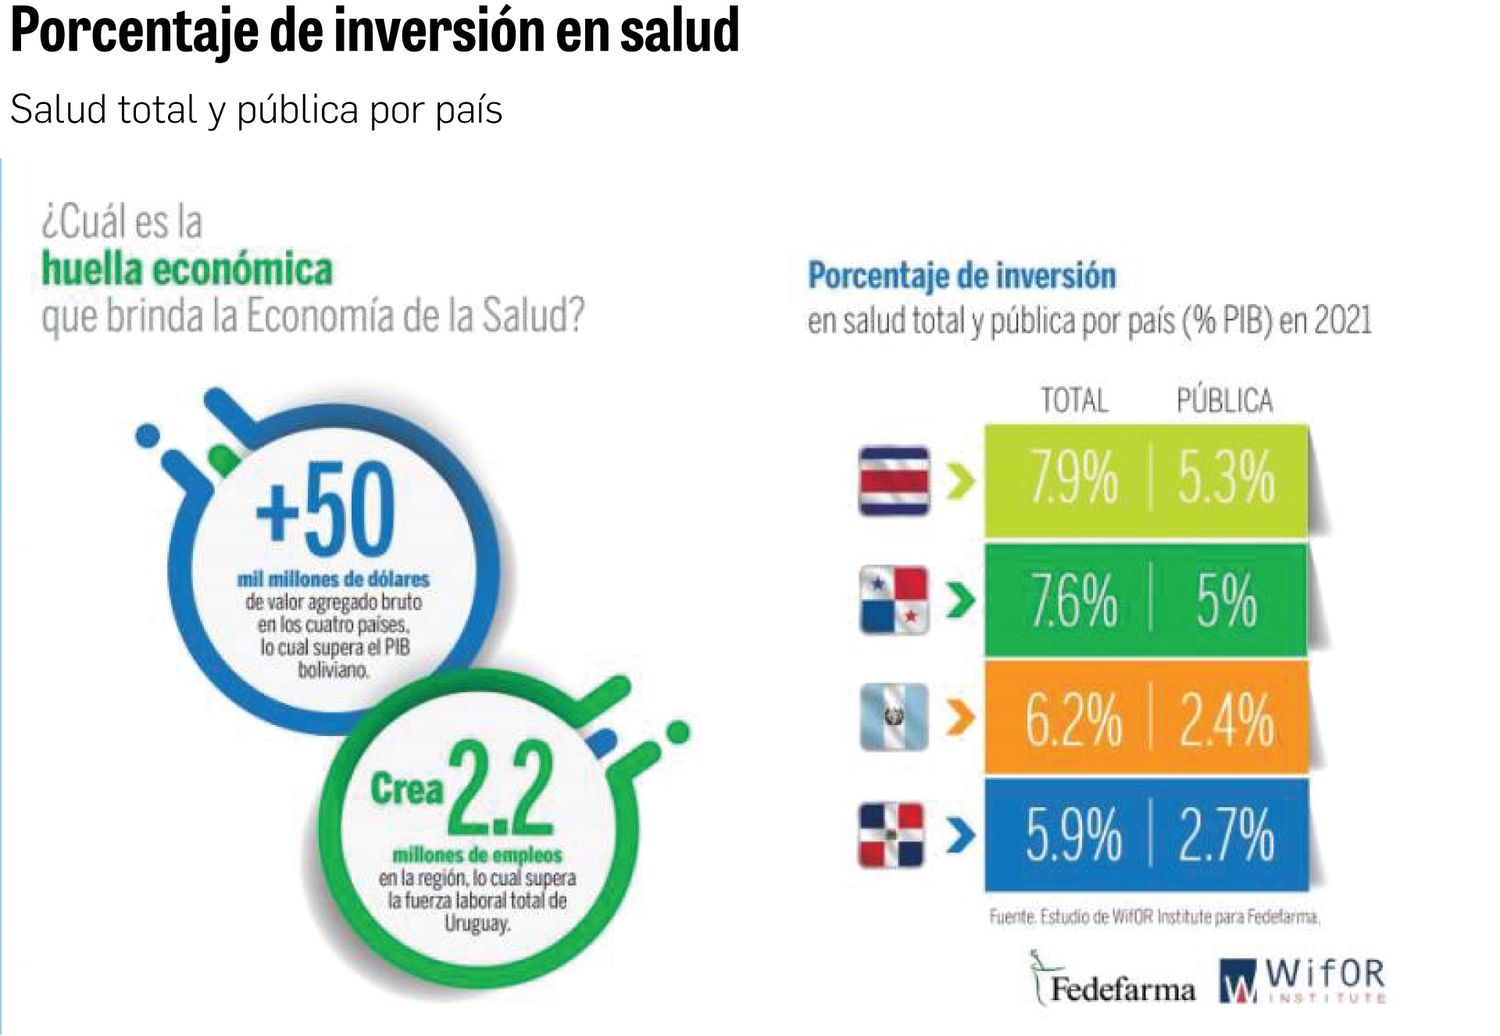 Porcentaje de inversión en salud
Salud total y pública por país
¿Cuál es la
huella económica
que brinda la Economía de la Salud?
+50
mil millones de dólares
de valor agregado bruto
en los cuatro países,
lo cual supera el PIB
boliviano.
Crea 2.2
millones de empleos
en la región, lo cual supera
la fuerza laboral total de
Uruguay.
Porcentaje de inversión
en salud total y pública por país (% PIB) en 2021
TOTAL PÚBLICA
7.9% 5.3%
7.6% 5%
6.2% 2.4%
5.9% 2.7%
Fuente. Estudio de WifOR Institute para Fedefarma.
Fedefarma
W WifOR
INSTITUTE